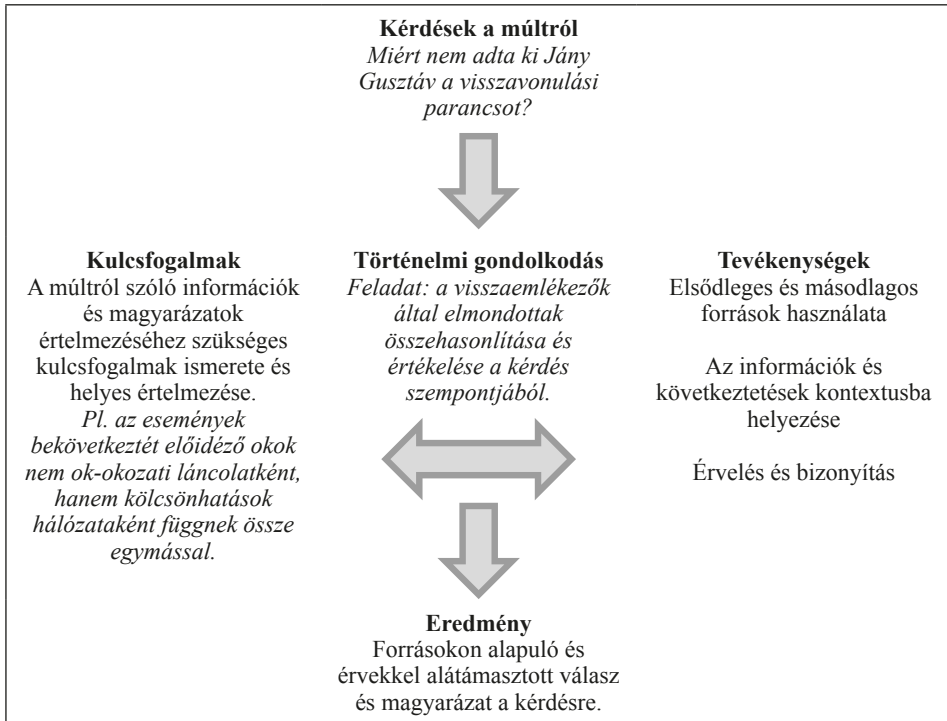 Kérdések a múltról
Miért nem adta ki Jány
Gusztáv a visszavonulási
parancsot?
Kulcsfogalmak
A múltról szóló információk
és magyarázatok
értelmezéséhez szükséges
kulcsfogalmak ismerete és
helyes értelmezése.
Pl. az események
bekövetkeztét előidéző okok
nem ok-okozati láncolatként,
hanem kölcsönhatások
hálózataként függnek össze
egymással.
Történelmi gondolkodás
Feladat: a visszaemlékezők
által elmondottak
összehasonlítása és
értékelése a kérdés
szempontjából.
Tevékenységek
Elsődleges és másodlagos
források használata
Az információk és
következtetések kontextusba
helyezése
Érvelés és bizonyítás
Eredmény
Forrásokon alapuló és
érvekkel alátámasztott válasz
és magyarázat a kérdésre.